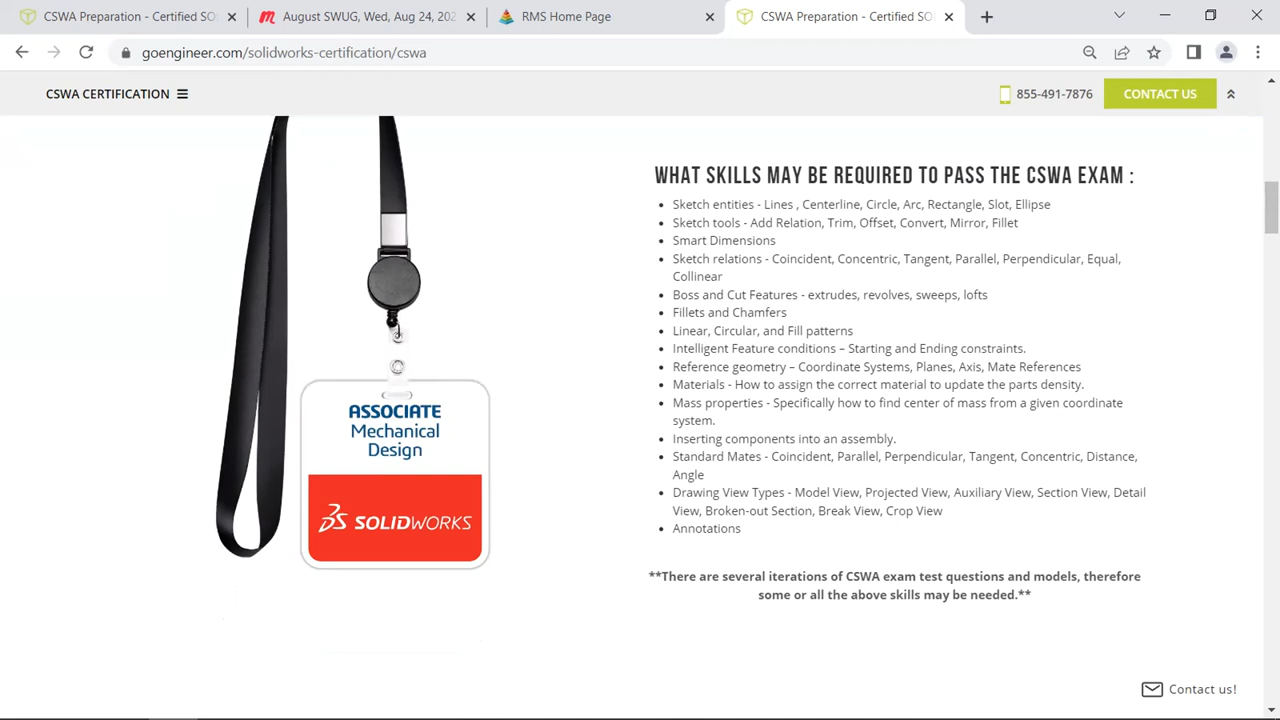 CSWA Preparation - Certified SO
August SWUG, Wed, Aug 24, 202
RMS Home Page
CSWA Preparation - Certified SO
goengineer.com/solidworks-certification/cswa
CSWA CERTIFICATION
855-491-7876
CONTACT US
WHAT SKILLS MAY BE REQUIRED TO PASS THE CSWA EXAM :
• Sketch entities - Lines , Centerline, Circle, Arc, Rectangle, Slot, Ellipse
• Sketch tools - Add Relation, Trim, Offset, Convert, Mirror, Fillet
• Smart Dimensions
• Sketch relations - Coincident, Concentric, Tangent, Parallel, Perpendicular, Equal,
Collinear
• Boss and Cut Features - extrudes, revolves, sweeps, lofts
• Fillets and Chamfers
• Linear, Circular, and Fill patterns
• Intelligent Feature conditions – Starting and Ending constraints.
• Reference geometry – Coordinate Systems, Planes, Axis, Mate References
• Materials - How to assign the correct material to update the parts density.
• Mass properties - Specifically how to find center of mass from a given coordinate
system.
• Inserting components into an assembly.
• Standard Mates - Coincident, Parallel, Perpendicular, Tangent, Concentric, Distance,
Angle
• Drawing View Types - Model View, Projected View, Auxiliary View, Section View, Detail
View, Broken-out Section, Break View, Crop View
• Annotations
**There are several iterations of CSWA exam test questions and models, therefore
some or all the above skills may be needed.**
ASSOCIATE
Mechanical
Design
SOLIDWORKS
Contact us!